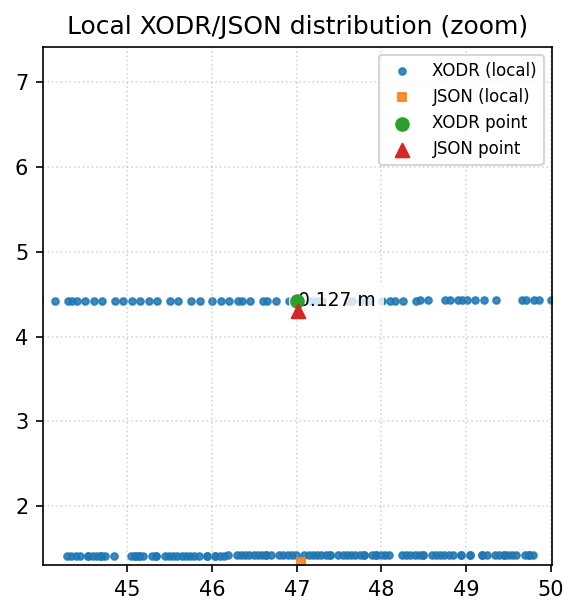 Local XODR/JSON distribution (zoom)
XODR (local)
JSON (local)
XODR point
JSON point
7
6
5
4
3
2
0.127 m
45
46
47
48
49
50